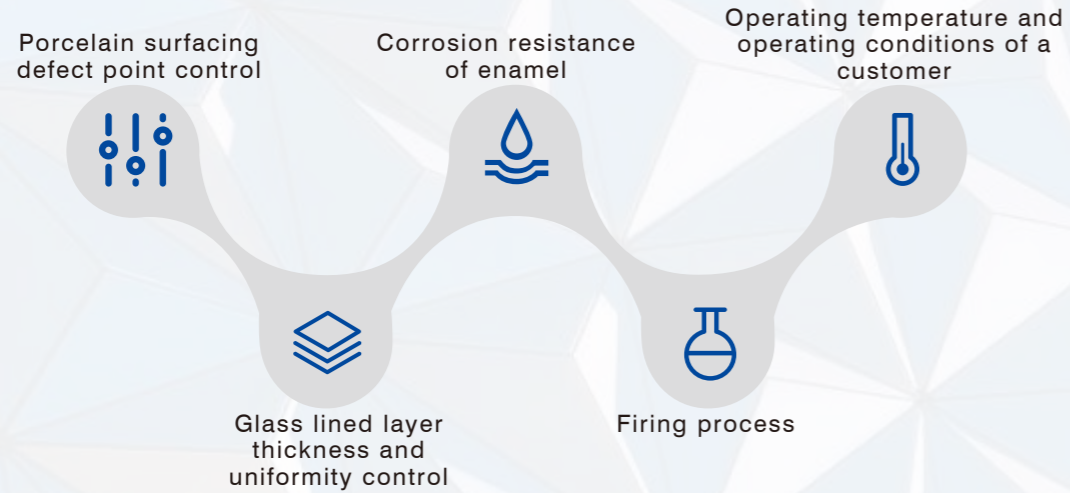 Porcelain surfacing
defect point control
Glass lined layer
thickness and
uniformity control
Corrosion resistance
of enamel
Firing process
Operating temperature and
operating conditions of a
customer